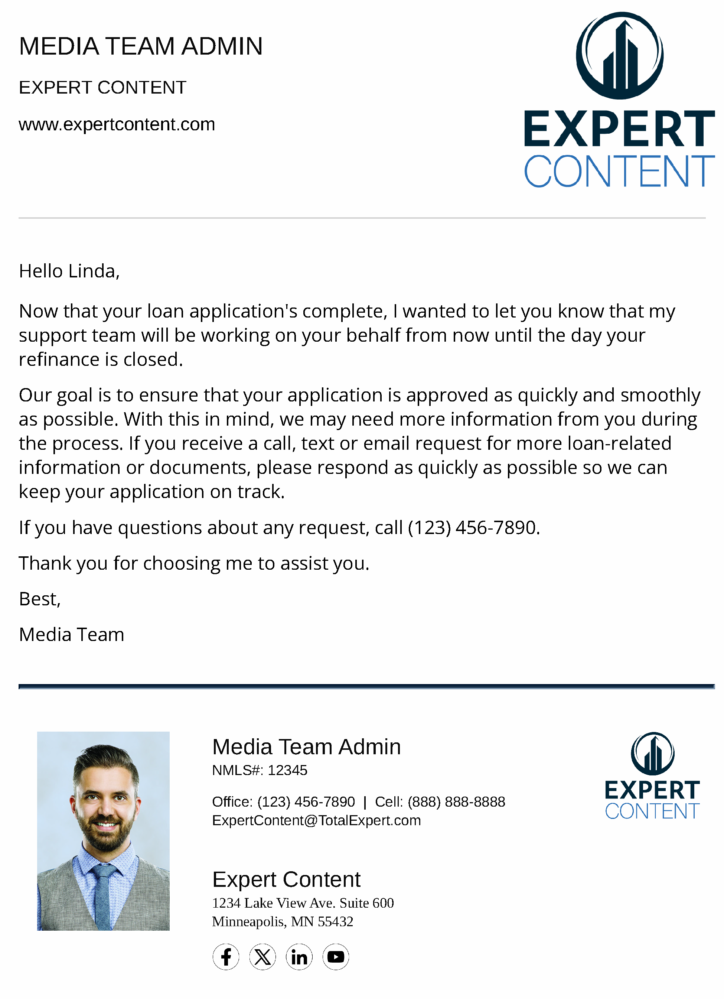 MEDIA TEAM ADMIN
EXPERT CONTENT
www.expertcontent.com
EXPERT
CONTENT
Hello Linda,
Now that your loan application's complete, I wanted to let you know that my
support team will be working on your behalf from now until the day your
refinance is closed.
Our goal is to ensure that your application is approved as quickly and smoothly
as possible. With this in mind, we may need more information from you during
the process. If you receive a call, text or email request for more loan-related
information or documents, please respond as quickly as possible so we can
keep your application on track.
If you have questions about any request, call (123) 456-7890.
Thank you for choosing me to assist you.
Best,
Media Team
Media Team Admin
NMLS#: 12345
Office: (123) 456-7890 | Cell: (888) 888-8888
ExpertContent@TotalExpert.com
EXPERT
CONTENT
Expert Content
1234 Lake View Ave. Suite 600
Minneapolis, MN 55432